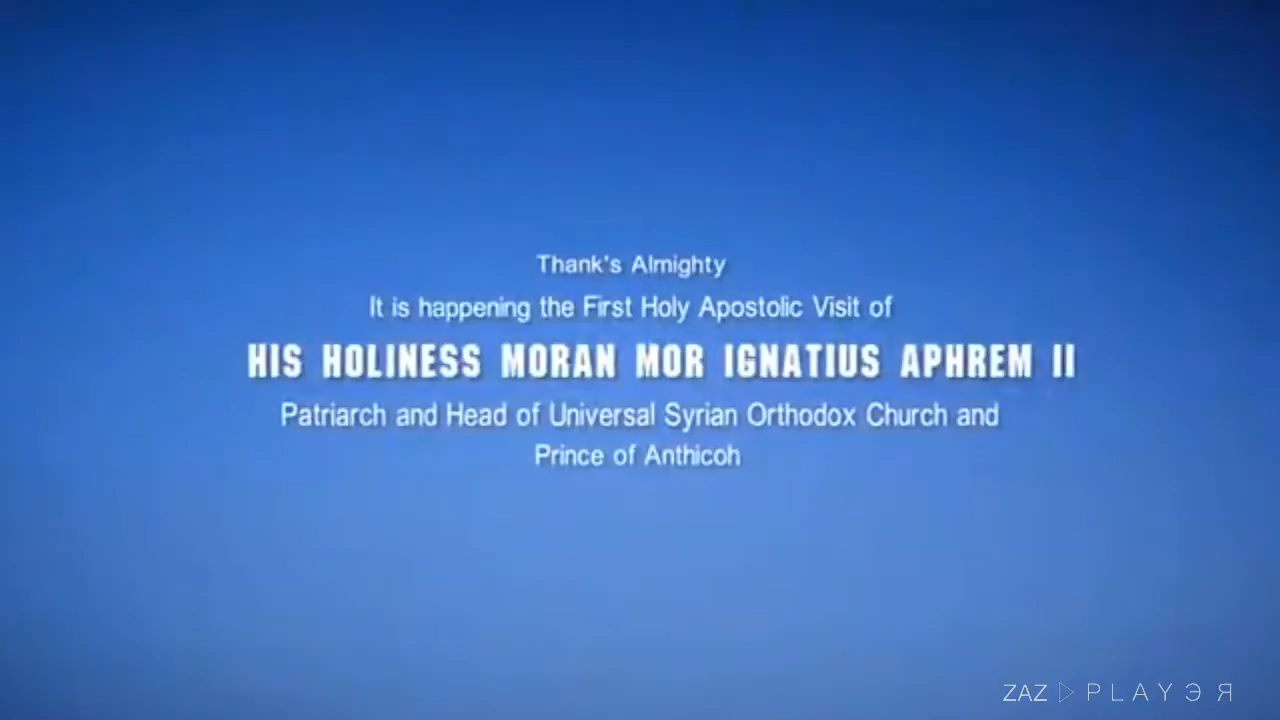 Thank's Almighty
It is happening the First Holy Apostolic Visit of
HIS HOLINESS MORAN MOR IGNATIUS APHREM II
Patriarch and Head of Universal Syrian Orthodox Church and
Prince of Anthicoh
ZAZ ▷ PLAYЭЯ